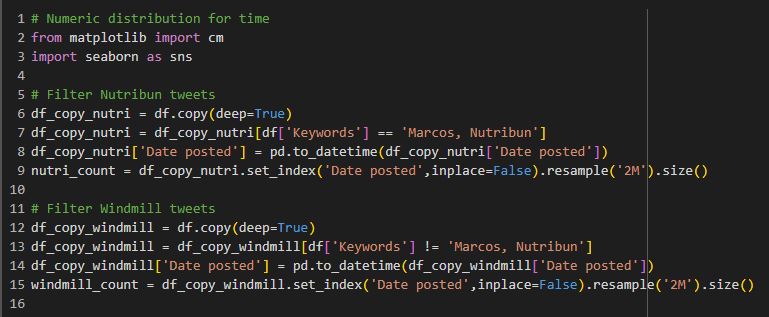 1 # Numeric distribution for time
2 from matplotlib import cm
3 import seaborn as sns
4
5 # Filter Nutribun tweets
6 df_copy_nutri = df.copy(deep=True)
7 df_copy_nutri = df_copy_nutri[df['Keywords'] == 'Marcos, Nutribun']
8 df_copy_nutri['Date posted'] = pd.to_datetime(df_copy_nutri['Date posted'])
9 nutri_count = df_copy_nutri.set_index('Date posted',inplace=False).resample('2M').size()
10
11 # Filter Windmill tweets
12 df_copy_windmill = df.copy(deep=True)
13 df_copy_windmill = df_copy_windmill[df['Keywords'] != 'Marcos, Nutribun']
14 df_copy_windmill['Date posted'] = pd.to_datetime(df_copy_windmill['Date posted'])
15 windmill_count = df_copy_windmill.set_index('Date posted',inplace=False).resample('2M').size()
16